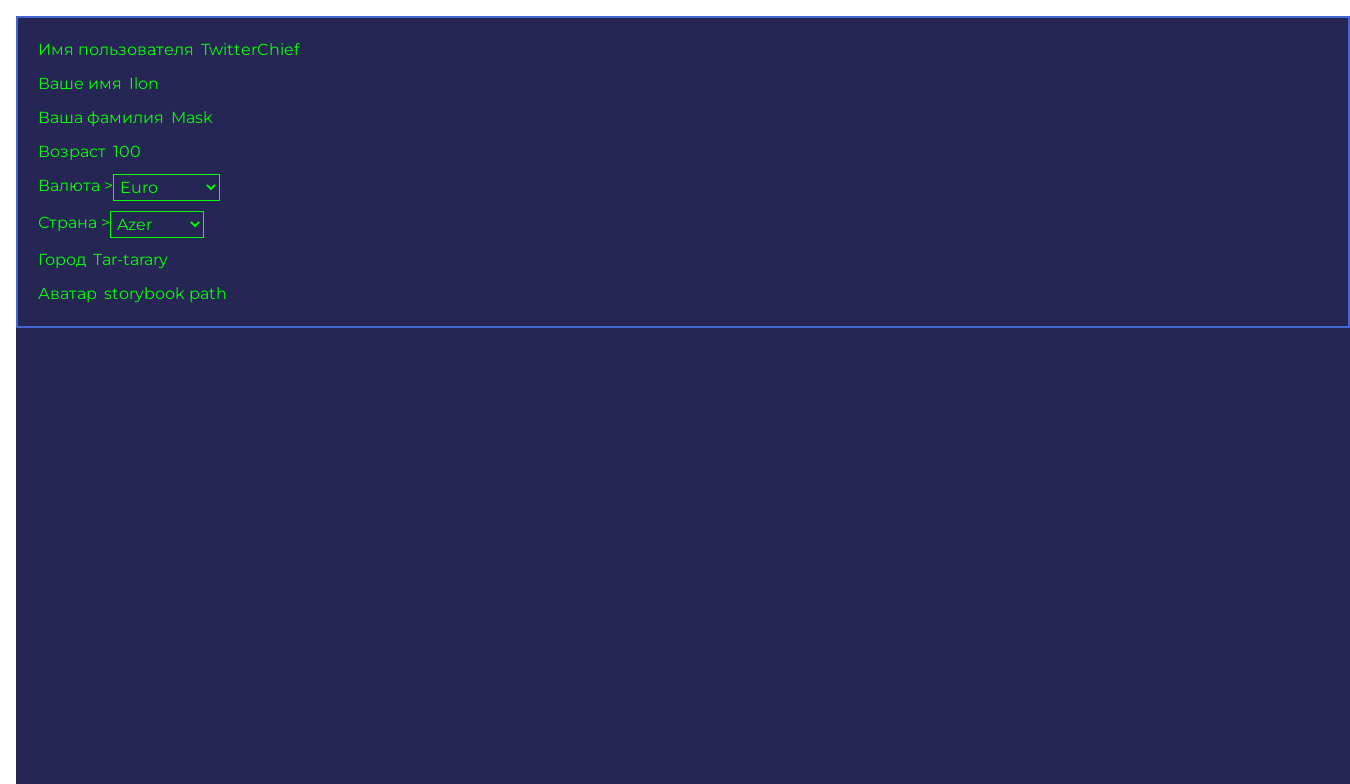 Имя пользователя TwitterChief
Ваше имя Ilon
Ваша фамилия Mask
Возраст 100
Валюта >Euro
Страна >Azer
Город Tar-tarary
Аватар storybook path